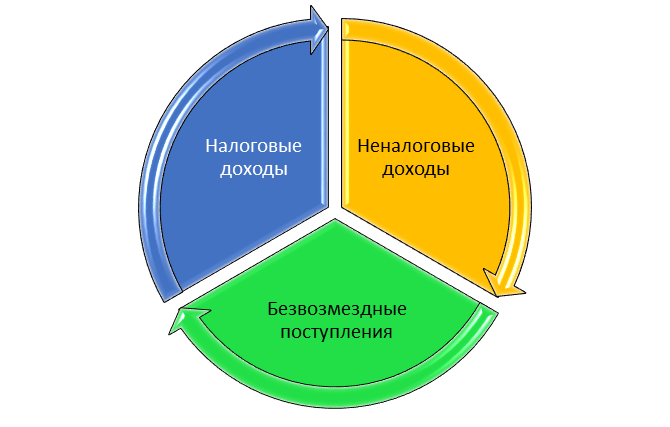 Налоговые
доходы
Неналоговые
доходы
Безвозмездные
поступления